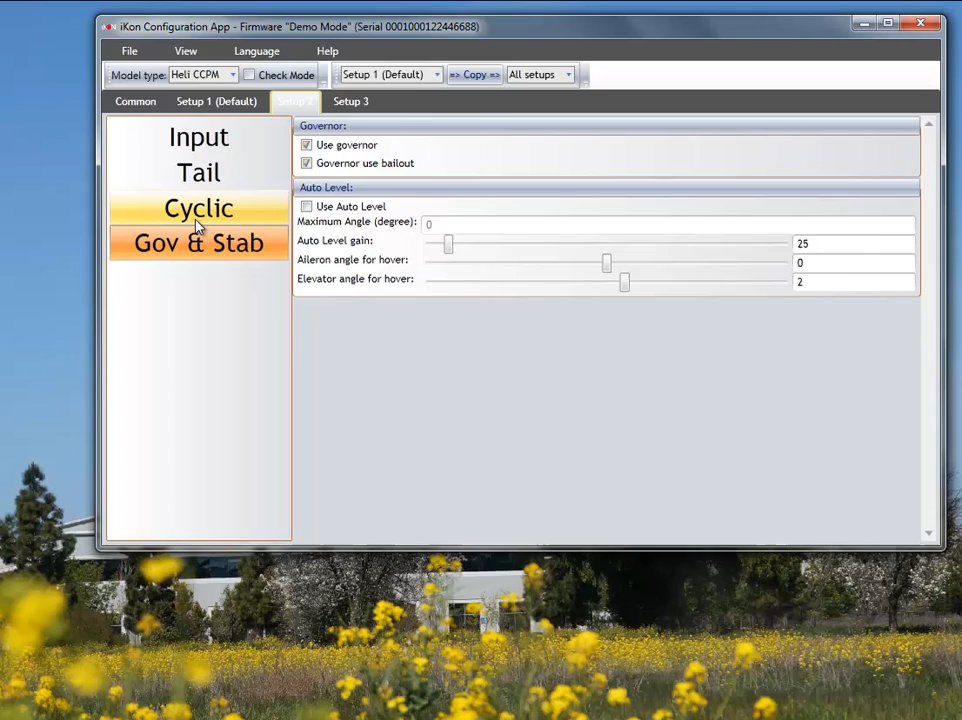 iKon Configuration App - Firmware "Demo Mode" (Serial 0001000122446688)
File View Language Help
Model type: Heli CCPM Check Mode Setup 1 (Default) => Copy => All setups
Common Setup 1 (Default) Setup 2 Setup 3
Input
Tail
Cyclic
Gov & Stab
Governor:
Use governor
Governor use bailout
Auto Level:
Use Auto Level
Maximum Angle (degree): 0
Auto Level gain: 25
Aileron angle for hover: 0
Elevator angle for hover: 2